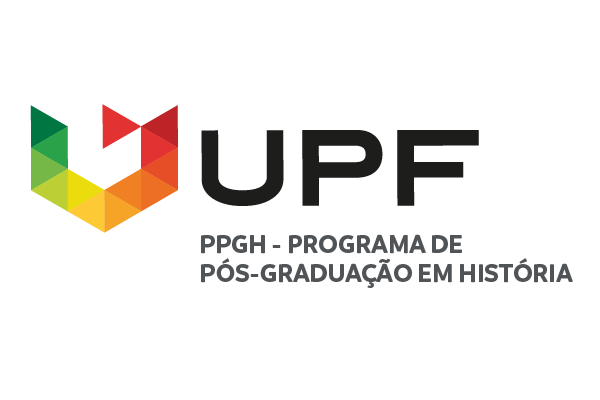 UPF
PPGH - PROGRAMA DE
PÓS-GRADUAÇÃO EM HISTÓRIA